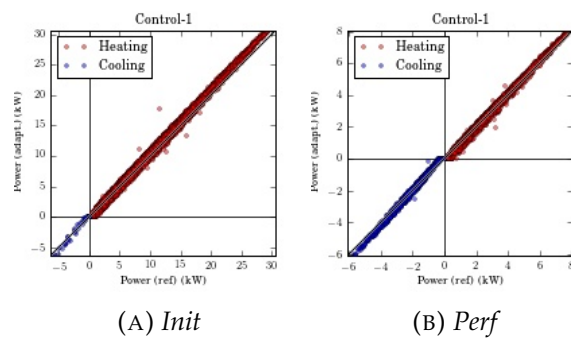 Control-1
30
25
20
15
10
5
0
−5
Power (adapt.) (kW)
Heating
Cooling
−5 0 5 10 15 20 25 30
Power (ref) (kW)
(A) Init
Control-1
8
6
4
2
0
−2
−4
−6
Power (adapt.) (kW)
Heating
Cooling
−6 −4 −2 0 2 4 6 8
Power (ref) (kW)
(B) Perf